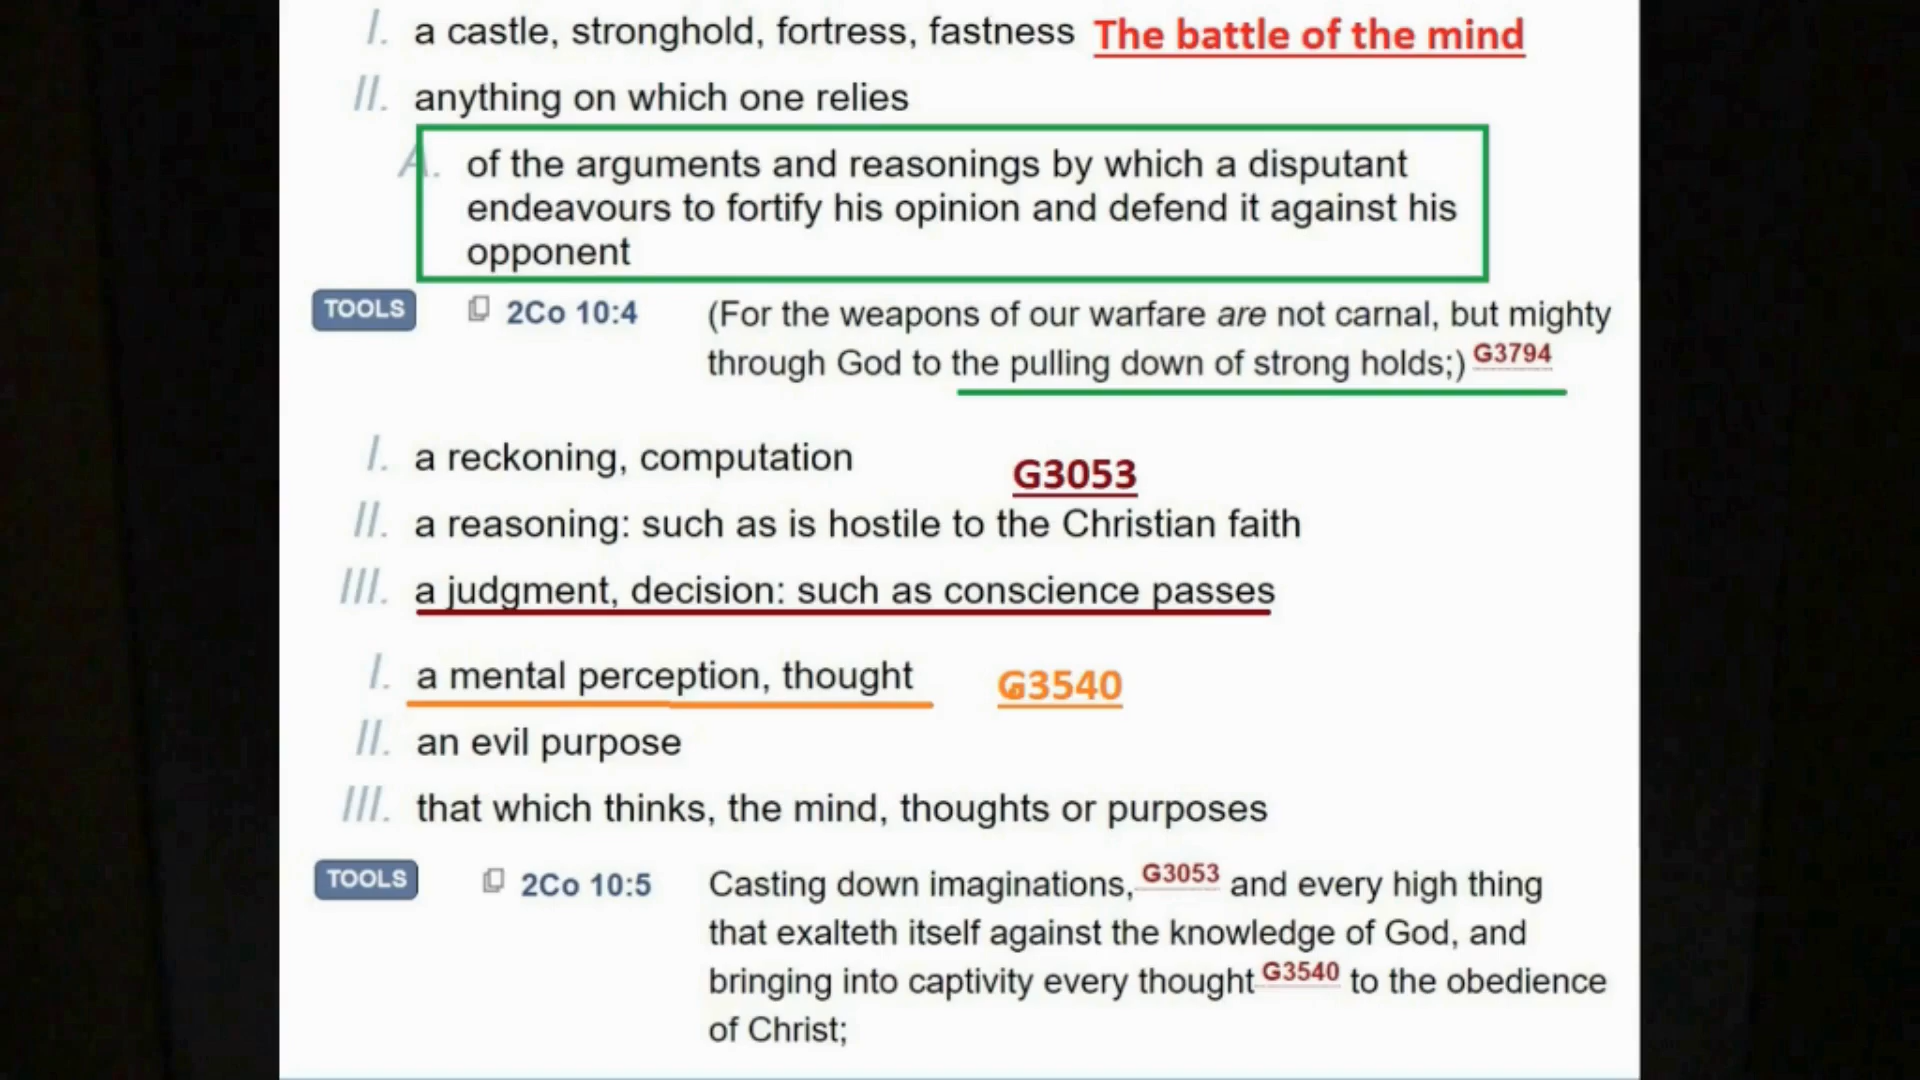 I. a castle, stronghold, fortress, fastness The battle of the mind
II. anything on which one relies
A. of the arguments and reasonings by which a disputant
endeavours to fortify his opinion and defend it against his
opponent
TOOLS 2Co 10:4 (For the weapons of our warfare are not carnal, but mighty
through God to the pulling down of strong holds;) G3794
I. a reckoning, computation G3053
II. a reasoning: such as is hostile to the Christian faith
III. a judgment, decision: such as conscience passes
I. a mental perception, thought G3540
II. an evil purpose
III. that which thinks, the mind, thoughts or purposes
TOOLS 2Co 10:5 Casting down imaginations, G3053 and every high thing
that exalteth itself against the knowledge of God, and
bringing into captivity every thought G3540 to the obedience
of Christ;